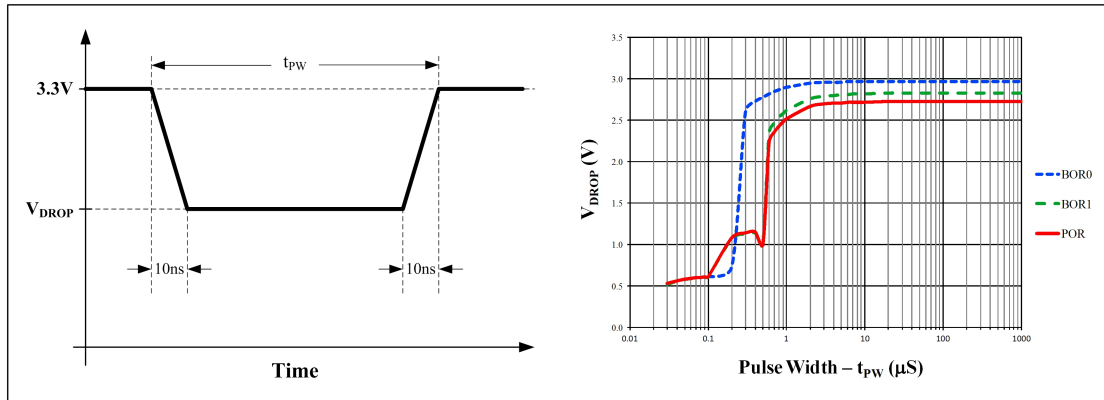 t_PW
3.3V
V_DROP
10ns
10ns
Time
3.5
3.0
2.5
2.0
1.5
1.0
0.5
0.0
V_DROP (V)
0.01
0.1
1
10
100
1000
Pulse Width – t_PW (µS)
BOR0
BOR1
POR